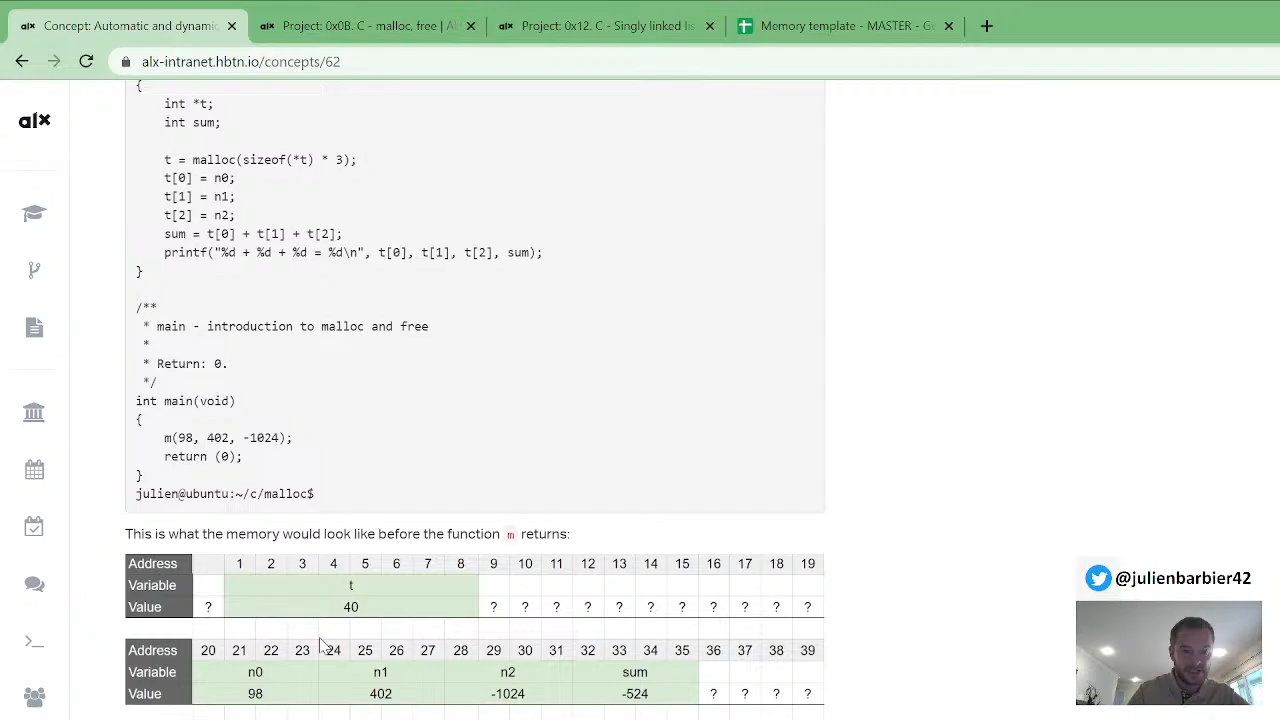 Concept: Automatic and dynamic
Project: 0x0B. C - malloc, free | Al
Project: 0x12. C - Singly linked lis
Memory template - MASTER - Go
alx-intranet.hbtn.io/concepts/62
alx
{
int *t;
int sum;
t = malloc(sizeof(*t) * 3);
t[0] = n0;
t[1] = n1;
t[2] = n2;
sum = t[0] + t[1] + t[2];
printf("%d + %d + %d = %d\n", t[0], t[1], t[2], sum);
}
/**
* main - introduction to malloc and free
*
* Return: 0.
*/
int main(void)
{
m(98, 402, -1024);
return (0);
}
julien@ubuntu:~/c/malloc$
This is what the memory would look like before the function m returns:
Address 1 2 3 4 5 6 7 8 9 10 11 12 13 14 15 16 17 18 19
Variable t
Value ? 40 ? ? ? ? ? ? ? ? ? ? ?
Address 20 21 22 23 24 25 26 27 28 29 30 31 32 33 34 35 36 37 38 39
Variable n0 n1 n2 sum
Value 98 402 -1024 -524 ? ? ? ?
@julienbarbier42